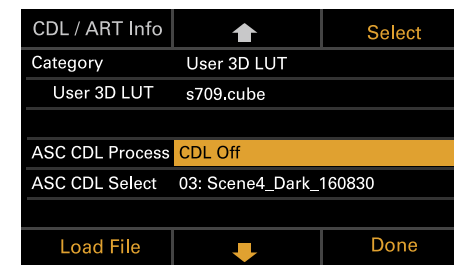 CDL / ART Info Select
Category User 3D LUT
User 3D LUT s709.cube
ASC CDL Process CDL Off
ASC CDL Select 03: Scene4_Dark_160830
Load File Done